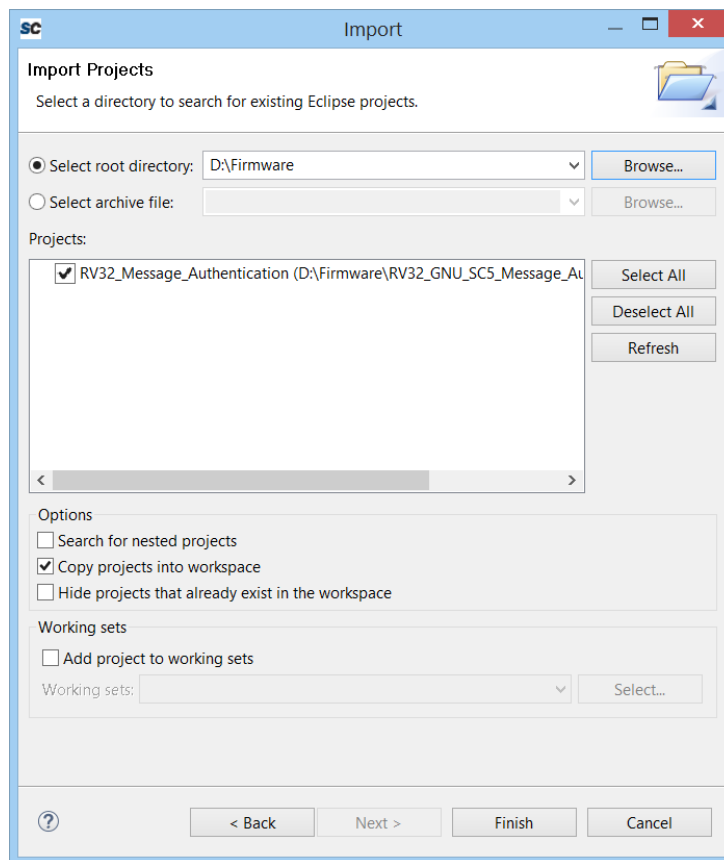 SC Import
Import Projects
Select a directory to search for existing Eclipse projects.
Select root directory: D:\Firmware Browse...
Select archive file: Browse...
Projects:
RV32_Message_Authentication (D:\Firmware\RV32_GNU_SC5_Message_Au
Select All
Deselect All
Refresh
Options
Search for nested projects
Copy projects into workspace
Hide projects that already exist in the workspace
Working sets
Add project to working sets
Working sets: Select...
? < Back Next > Finish Cancel